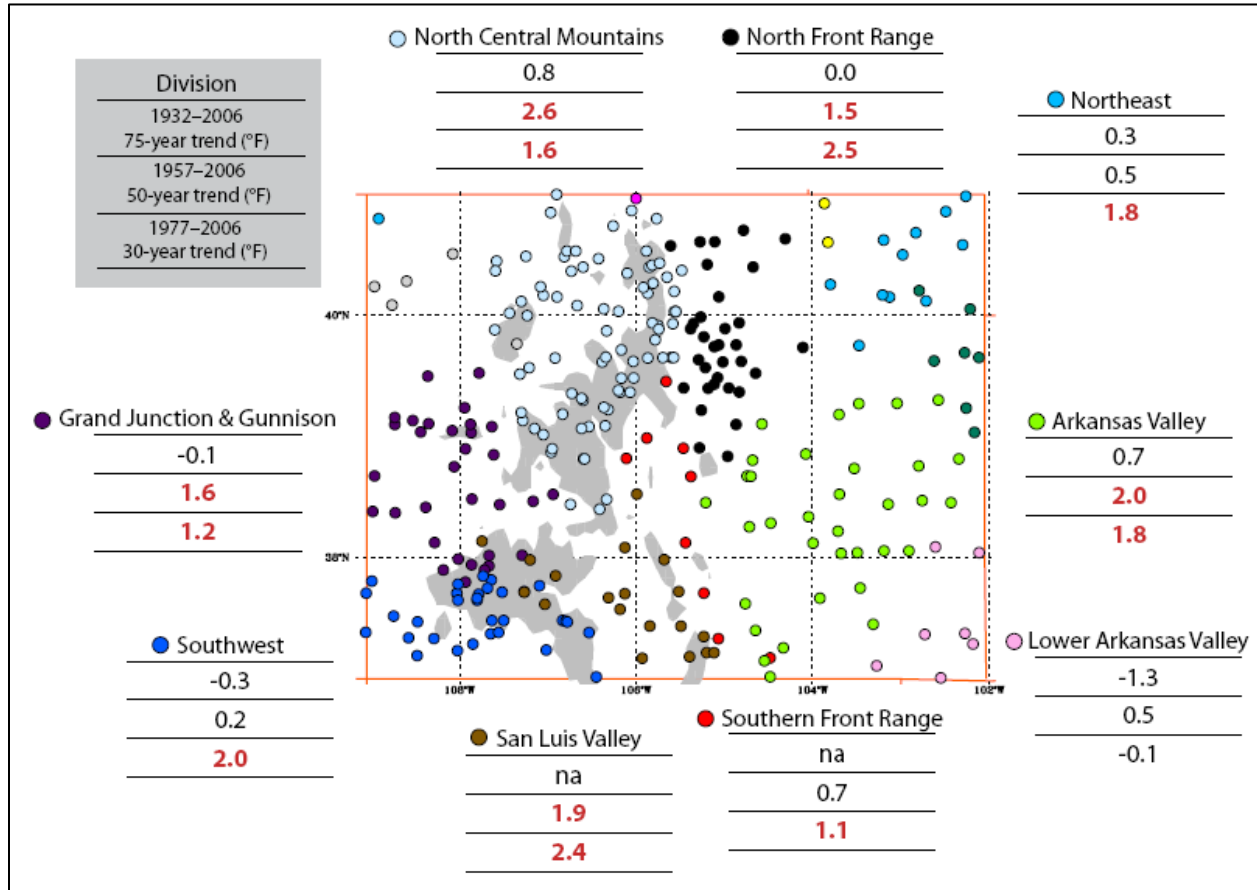 North Central Mountains
0.8
2.6
1.6
North Front Range
0.0
1.5
2.5
Division
1932–2006
75-year trend (°F)
1957–2006
50-year trend (°F)
1977–2006
30-year trend (°F)
Northeast
0.3
0.5
1.8
40°N
Grand Junction & Gunnison
-0.1
1.6
1.2
Arkansas Valley
0.7
2.0
1.8
38°N
Southwest
-0.3
0.2
2.0
108°W
106°W
104°W
102°W
Lower Arkansas Valley
-1.3
0.5
-0.1
San Luis Valley
na
1.9
2.4
Southern Front Range
na
0.7
1.1